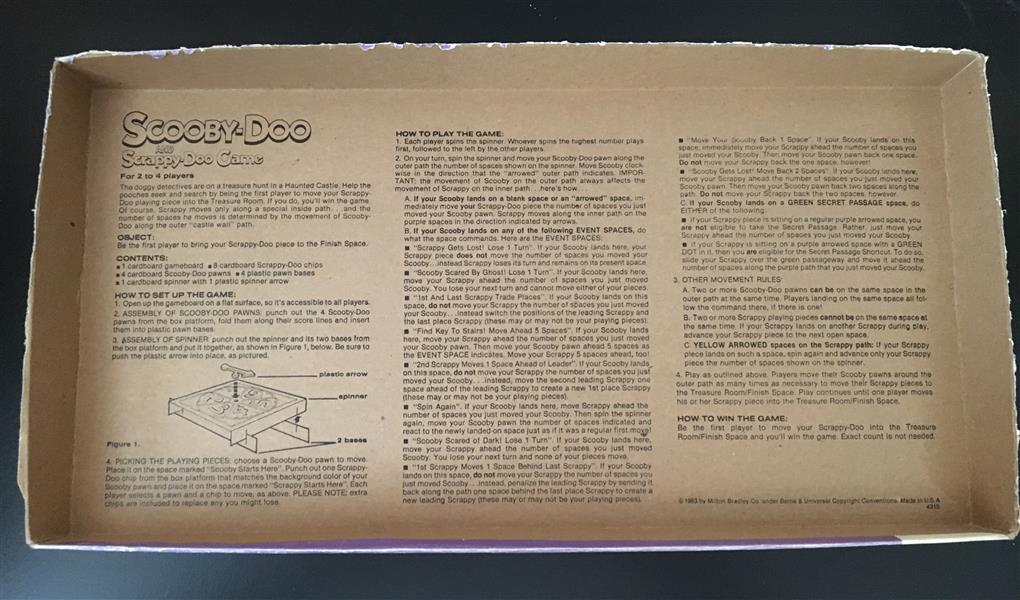 SCOOBY-DOO
AND
Scrappy-Doo Game
For 2 to 4 players
The doggy detectives are on a treasure hunt in a Haunted Castle. Help the
pooches seek and search by being the first player to move your Scrappy-
Doo playing piece into the Treasure Room. If you do, you'll win the game.
Of course, Scrappy moves only along a special inside path. . .and the
number of spaces he moves is determined by the movement of Scooby-
Doo along the outer "castle wall" path.
OBJECT:
Be the first player to bring your Scrappy-Doo piece to the Finish Space.
CONTENTS:
■ 1 cardboard gameboard ■ 8 cardboard Scrappy-Doo chips
■ 4 cardboard Scooby-Doo pawns ■ 4 plastic pawn bases
■ 1 cardboard spinner with 1 plastic spinner arrow
HOW TO SET UP THE GAME:
1. Open up the gameboard on a flat surface, so it's accessible to all players.
2. ASSEMBLY OF SCOOBY-DOO PAWNS: punch out the 4 Scooby-Doo
pawns from the box platform, fold them along their score lines and insert
them into plastic pawn bases.
3. ASSEMBLY OF SPINNER: punch out the spinner and its two bases from
the box platform and put it together, as shown in Figure 1, below. Be sure to
push the plastic arrow into place, as pictured.
plastic arrow
spinner
2 bases
Figure 1.
4. PICKING THE PLAYING PIECES: choose a Scooby-Doo pawn to move.
Place it on the space marked "Scooby Starts Here". Punch out one Scrappy-
Doo chip from the box platform that matches the background color of your
Scooby pawn and place it on the space marked "Scrappy Starts Here". Each
player selects a pawn and a chip to move, as above. PLEASE NOTE: extra
chips are included to replace any you might lose.
HOW TO PLAY THE GAME:
1. Each player spins the spinner. Whoever spins the highest number plays
first, followed to the left by the other players.
2. On your turn, spin the spinner and move your Scooby-Doo pawn along the
outer path the number of spaces shown on the spinner. Move Scooby clock-
wise in the direction that the "arrowed" outer path indicates. IMPOR-
TANT: the movement of Scooby on the outer path always affects the
movement of Scrappy on the inner path. . .here's how. . .
A. If your Scooby lands on a blank space or an "arrowed" space, im-
mediately move your Scrappy-Doo piece the number of spaces you just
moved your Scooby pawn. Scrappy moves along the inner path on the
purple spaces in the direction indicated by arrows.
B. If your Scooby lands on any of the following EVENT SPACES, do
what the space commands. Here are the EVENT SPACES:
■ "Scrappy Gets Lost! Lose 1 Turn". If your Scooby lands here, your
Scrappy piece does not move the number of spaces you moved your
Scooby. . .instead Scrappy loses its turn and remains on its present space.
■ "Scooby Scared By Ghost! Lose 1 Turn". If your Scooby lands here,
move your Scrappy ahead the number of spaces you just moved
Scooby. You lose your next turn and cannot move either of your pieces.
■ "1st And Last Scrappy Trade Places". If your Scooby lands on this
space, do not move your Scrappy the number of spaces you just moved
your Scooby. . .instead switch the positions of the leading Scrappy and
the last place Scrappy (these may or may not be your playing pieces).
■ "Find Key To Stairs! Move Ahead 5 Spaces". If your Scooby lands
here, move your Scrappy ahead the number of spaces you just moved
your Scooby pawn. Then move your Scooby pawn ahead 5 spaces as
the EVENT SPACE indicates. Move your Scrappy 5 spaces ahead, too!
■ "2nd Scrappy Moves 1 Space Ahead of Leader". If your Scooby lands
on this space, do not move your Scrappy the number of spaces you just
moved your Scooby. . .instead, move the second leading Scrappy one
space ahead of the leading Scrappy to create a new 1st place Scrappy
(these may or may not be your playing pieces).
■ "Spin Again". If your Scooby lands here, move Scrappy ahead the
number of spaces you just moved your Scooby. Then spin the spinner
again, move your Scooby pawn the number of spaces indicated and
react to the newly landed-on space just as if it was a regular first move!
■ "Scooby Scared of Dark! Lose 1 Turn". If your Scooby lands here,
move your Scrappy ahead the number of spaces you just moved
Scooby. You lose your next turn and none of your pieces move.
■ "1st Scrappy Moves 1 Space Behind Last Scrappy". If your Scooby
lands on this space, do not move your Scrappy the number of spaces you
just moved Scooby. . .Instead, penalize the leading Scrappy by sending it
back along the path one space behind the last place Scrappy to create a
new leading Scrappy (these may or may not be your playing pieces).
■ "Move Your Scooby Back 1 Space". If your Scooby lands on this
space, immediately move your Scrappy ahead the number of spaces you
just moved your Scooby. Then move your Scooby pawn back one space.
Do not move your Scrappy back the one space, however!
■ "Scooby Gets Lost! Move Back 2 Spaces". If your Scooby lands here,
move your Scrappy ahead the number of spaces you just moved your
Scooby pawn. Then move your Scooby pawn back two spaces along the
path. Do not move your Scrappy back the two spaces, however.
C. If your Scooby lands on a GREEN SECRET PASSAGE space, do
EITHER of the following:
■ if your Scrappy piece is sitting on a regular purple arrowed space, you
are not eligible to take the Secret Passage. Rather, just move your
Scrappy ahead the number of spaces you just moved your Scooby.
■ if your Scrappy is sitting on a purple arrowed space with a GREEN
DOT in it, then you are eligible for the Secret Passage Shortcut. To do so,
slide your Scrappy over the green passageway and move it ahead the
number of spaces along the purple path that you just moved your Scooby.
3. OTHER MOVEMENT RULES:
A. Two or more Scooby-Doo pawns can be on the same space in the
outer path at the same time. Players landing on the same space all fol-
low the command there, if there is one!
B. Two or more Scrappy playing pieces cannot be on the same space at
the same time. If your Scrappy lands on another Scrappy during play,
advance your Scrappy piece to the next open space.
C. YELLOW ARROWED spaces on the Scrappy path: If your Scrappy
piece lands on such a space, spin again and advance only your Scrappy
piece the number of spaces shown on the spinner.
4. Play as outlined above. Players move their Scooby pawns around the
outer path as many times as necessary to move their Scrappy pieces to
the Treasure Room/Finish Space. Play continues until one player moves
his or her Scrappy piece into the Treasure Room/Finish Space.
HOW TO WIN THE GAME:
Be the first player to move your Scrappy-Doo into the Treasure
Room/Finish Space and you'll win the game. Exact count is not needed.
© 1983 by Milton Bradley Co. under Berne & Universal Copyright Conventions. Made in U.S.A.
4315